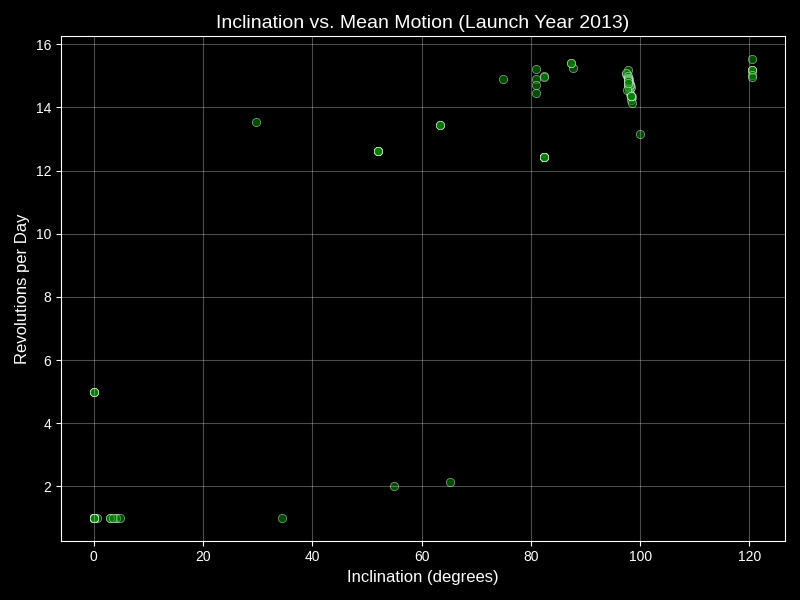 Inclination vs. Mean Motion (Launch Year 2013)
16
14
12
10
8
6
4
2
Revolutions per Day
0 20 40 60 80 100 120
Inclination (degrees)